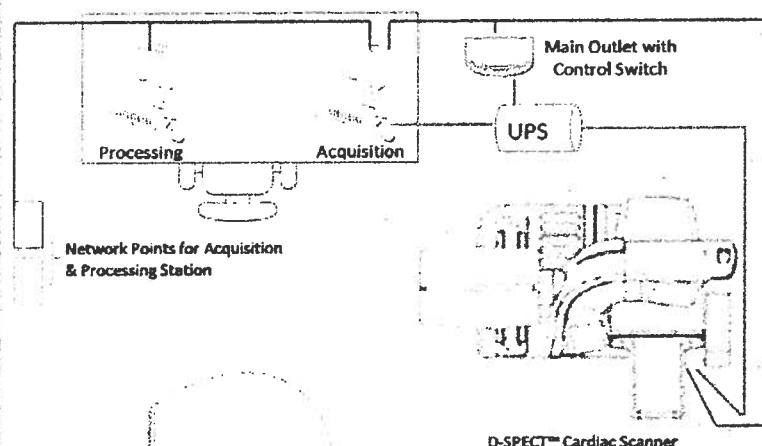 Main Outlet with
Control Switch
UPS
Processing
Acquisition
Network Points for Acquisition
& Processing Station
D-SPECT™ Cardiac Scanner